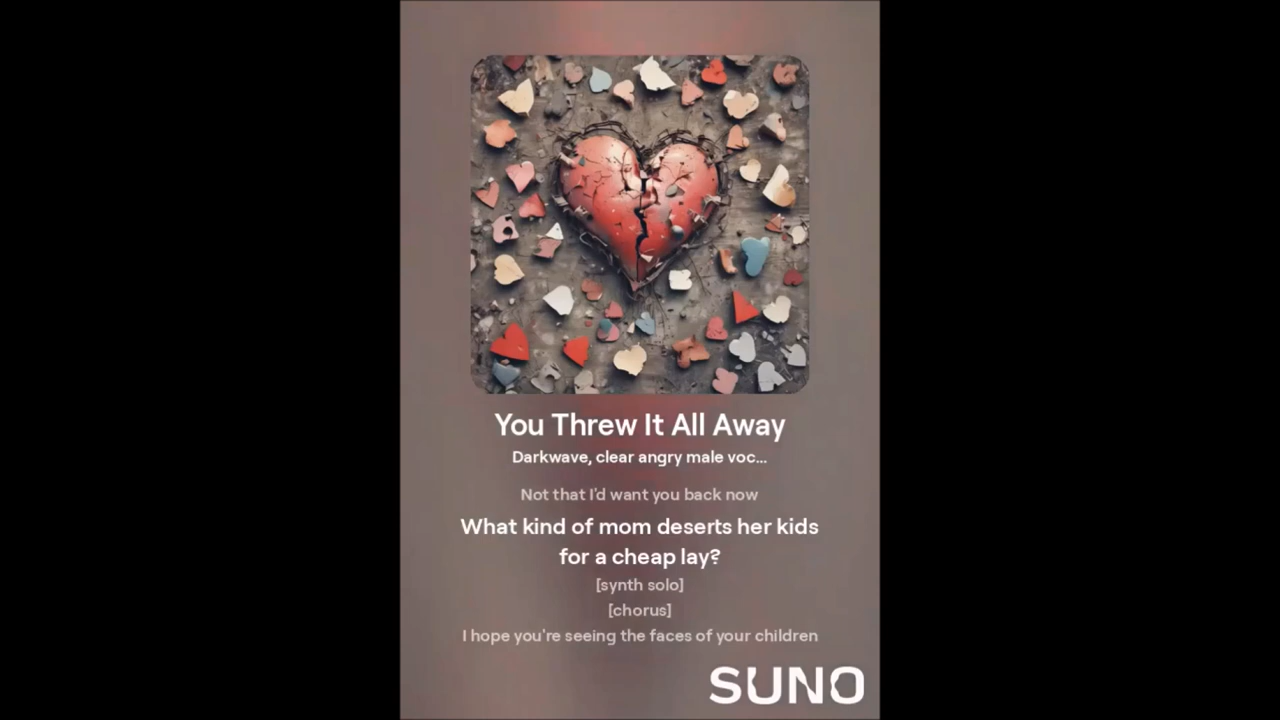 You Threw It All Away
Darkwave, clear angry male voc...
Not that I'd want you back now
What kind of mom deserts her kids
for a cheap lay?
[synth solo]
[chorus]
I hope you're seeing the faces of your children
SUNO